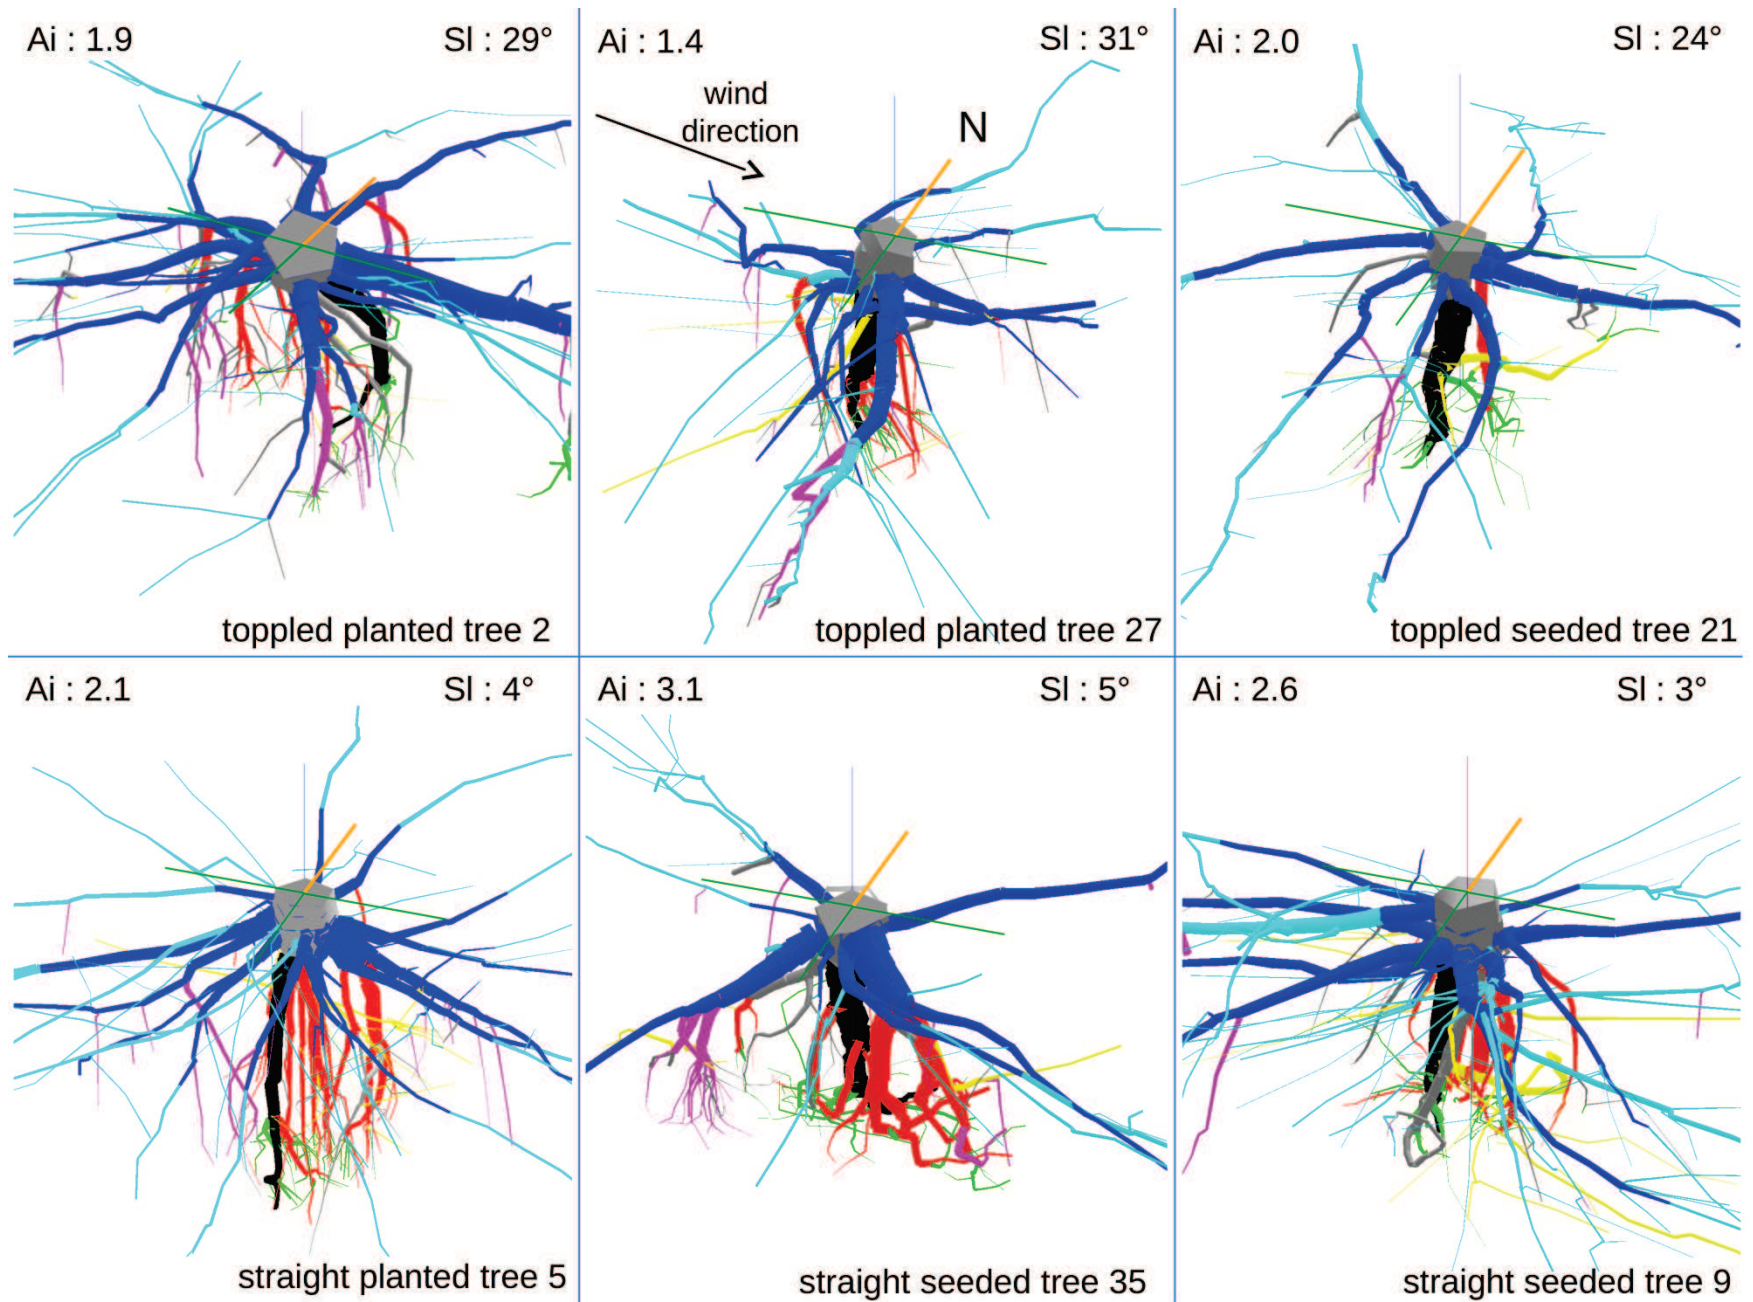 Ai : 1.9
Sl : 29°
toppled planted tree 2
Ai : 1.4
Sl : 31°
wind
direction
N
toppled planted tree 27
Ai : 2.0
Sl : 24°
toppled seeded tree 21
Ai : 2.1
Sl : 4°
straight planted tree 5
Ai : 3.1
Sl : 5°
straight seeded tree 35
Ai : 2.6
Sl : 3°
straight seeded tree 9